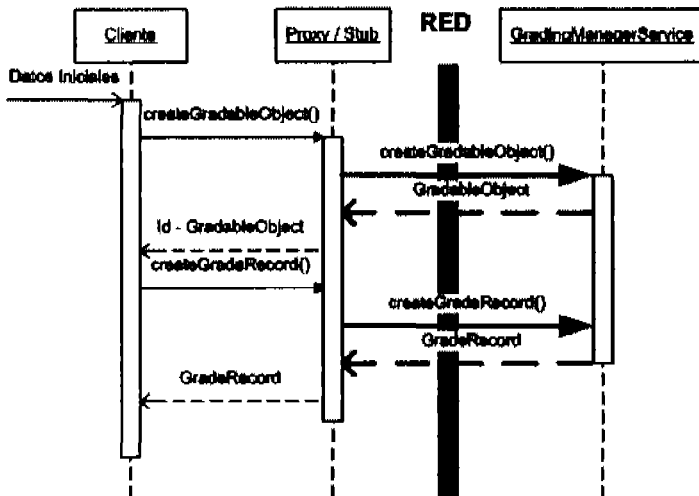 Cliente
Proxy / Stub
RED
GradingManagerService
Datos Iniciales
createGradableObject()
createGradableObject()
GradableObject
Id - GradableObject
createGradeRecord()
createGradeRecord()
GradeRecord
GradeRecord